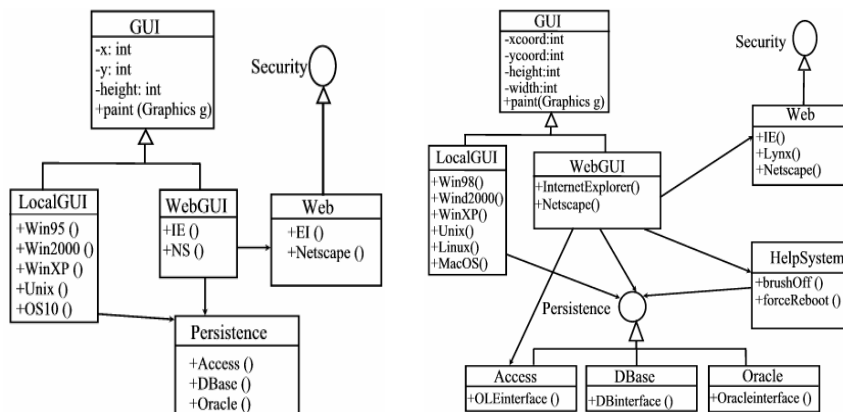 GUI
-x: int
-y: int
-height: int
+paint (Graphics g)
Security
LocalGUI
+Win95 ()
+Win2000 ()
+WinXP ()
+Unix ()
+OS10 ()
WebGUI
+IE ()
+NS ()
Web
+EI ()
+Netscape ()
Persistence
+Access ()
+DBase ()
+Oracle ()
GUI
-xcoord:int
-ycoord:int
-height:int
-width:int
+paint(Graphics g)
Security
Web
+IE()
+Lynx()
+Netscape()
LocalGUI
+Win98()
+Wind2000()
+WinXP()
+Unix()
+Linux()
+MacOS()
WebGUI
+InternetExplorer()
+Netscape()
HelpSystem
+brushOff ()
+forceReboot ()
Persistence
Access
+OLEinterface ()
DBase
+DBinterface ()
Oracle
+Oracleinterface ()